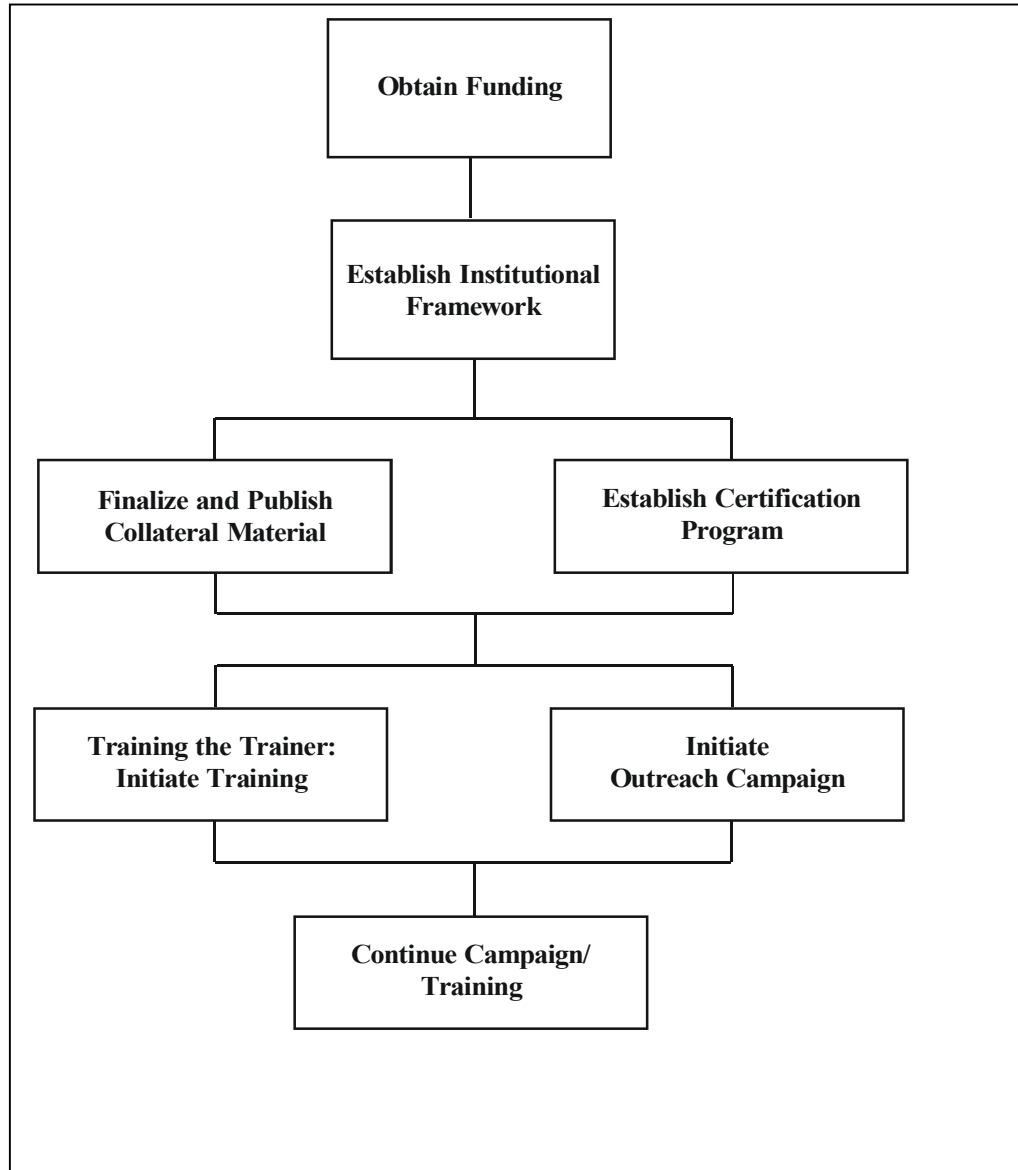 Obtain Funding
Establish Institutional
Framework
Finalize and Publish
Collateral Material
Establish Certification
Program
Training the Trainer:
Initiate Training
Initiate
Outreach Campaign
Continue Campaign/
Training